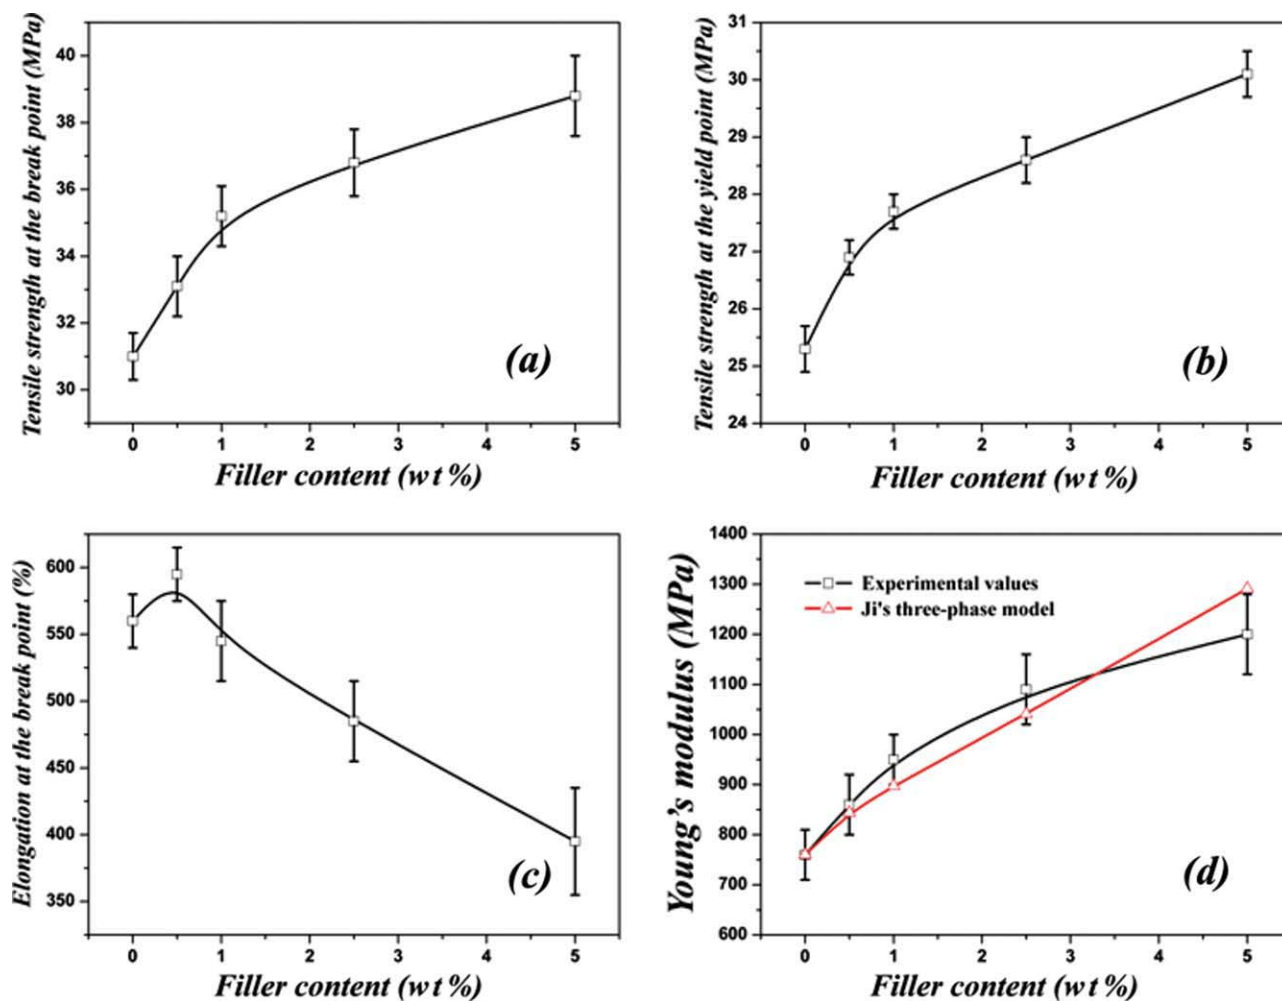 Tensile strength at the break point (MPa)
40
38
36
34
32
30
(a)
0 1 2 3 4 5
Filler content (wt%)
Tensile strength at the yield point (MPa)
31
30
29
28
27
26
25
24
(b)
0 1 2 3 4 5
Filler content (wt%)
Elongation at the break point (%)
600
550
500
450
400
350
(c)
0 1 2 3 4 5
Filler content (wt%)
Young's modulus (MPa)
1400
1300
1200
1100
1000
900
800
700
600
Experimental values
Ji's three-phase model
(d)
0 1 2 3 4 5
Filler content (wt%)